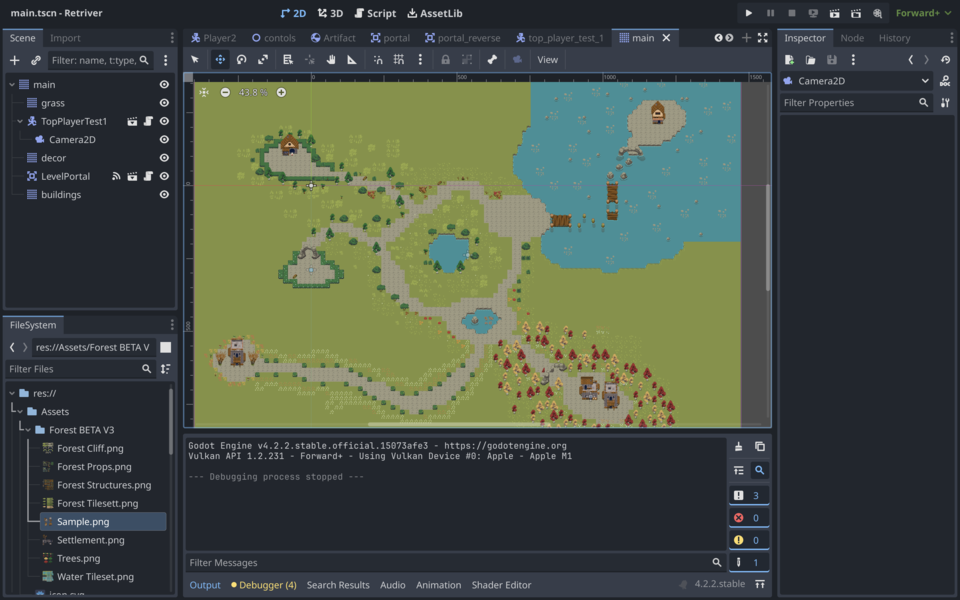 main.tscn - Retriver
2D 3D Script AssetLib
Forward+
Scene Import
Player2 contols Artifact portal portal_reverse top_player_test_1 main
Inspector Node History
Filter: name, t:type,
View
Camera2D
Filter Properties
main
grass
TopPlayerTest1
Camera2D
decor
LevelPortal
buildings
43.8 %
0 500 1000 1500
0
500
FileSystem
res://Assets/Forest BETA V
Filter Files
res://
Assets
Forest BETA V3
Forest Cliff.png
Forest Props.png
Forest Structures.png
Forest Tilesett.png
Sample.png
Settlement.png
Trees.png
Water Tileset.png
icon.svg
Godot Engine v4.2.2.stable.official.15073afe3 - https://godotengine.org
Vulkan API 1.2.231 - Forward+ - Using Vulkan Device #0: Apple - Apple M1
--- Debugging process stopped ---
3
0
0
1
Filter Messages
Output Debugger (4) Search Results Audio Animation Shader Editor
4.2.2.stable